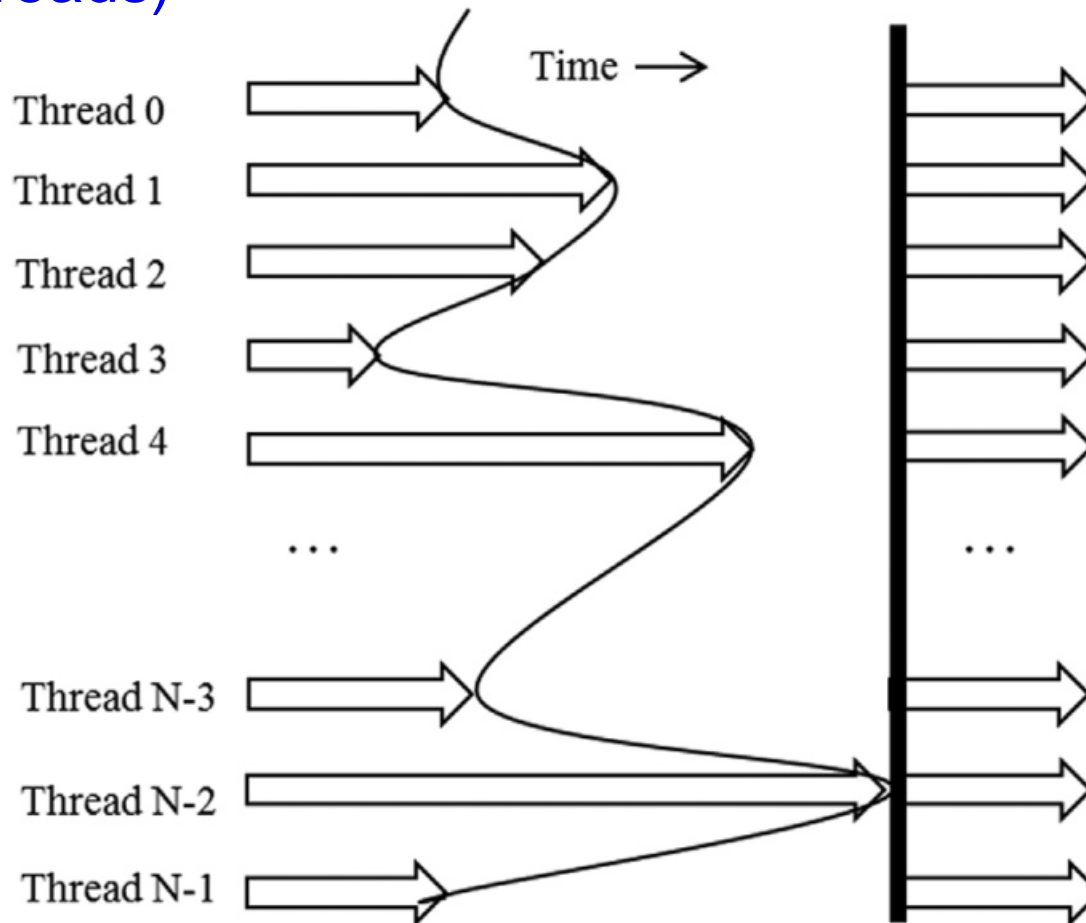 Time
Thread 0
Thread 1
Thread 2
Thread 3
Thread 4
... ...
Thread N-3
Thread N-2
Thread N-1